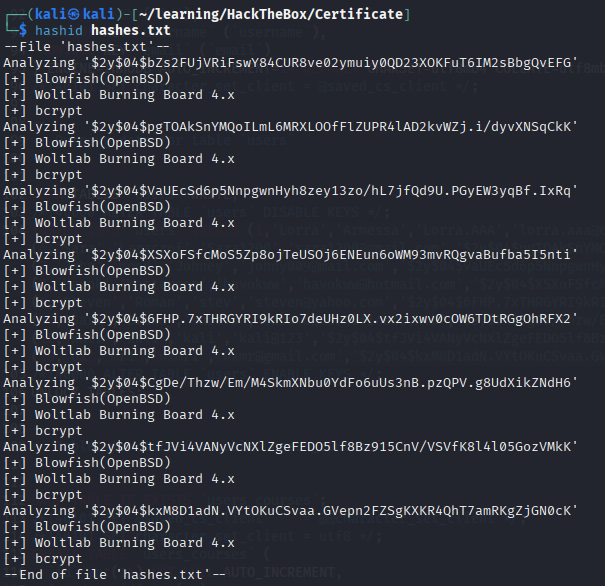 ┌──(kali㉿kali)-[~/learning/HackTheBox/Certificate]
└─$ hashid hashes.txt
--File 'hashes.txt'--
Analyzing '$2y$04$bZs2FUjVRiFswY84CUR8ve02ymuiy0QD23XOKFuT6IM2sBbgQvEFG'
[+] Blowfish(OpenBSD)
[+] Woltlab Burning Board 4.x
[+] bcrypt
Analyzing '$2y$04$pgTOAkSnYMQoILmL6MRXLOOfFlZUPR4lAD2kvWZj.i/dyvXNSqCkK'
[+] Blowfish(OpenBSD)
[+] Woltlab Burning Board 4.x
[+] bcrypt
Analyzing '$2y$04$VaUEcSd6p5NnpgwnHyh8zey13zo/hL7jfQd9U.PGyEW3yqBf.IxRq'
[+] Blowfish(OpenBSD)
[+] Woltlab Burning Board 4.x
[+] bcrypt
Analyzing '$2y$04$XSXoFSfcMoS5Zp8ojTeUSOj6ENEun6oWM93mvRQgvaBufba5I5nti'
[+] Blowfish(OpenBSD)
[+] Woltlab Burning Board 4.x
[+] bcrypt
Analyzing '$2y$04$6FHP.7xTHRGYRI9kRIo7deUHz0LX.vx2ixwv0cOW6TDtRGgOhRFX2'
[+] Blowfish(OpenBSD)
[+] Woltlab Burning Board 4.x
[+] bcrypt
Analyzing '$2y$04$CgDe/Thzw/Em/M4SkmXNbu0YdFo6uUs3nB.pzQPV.g8UdXikZNdH6'
[+] Blowfish(OpenBSD)
[+] Woltlab Burning Board 4.x
[+] bcrypt
Analyzing '$2y$04$tfJVi4VANyVcNXlZgeFEDO5lf8Bz915CnV/VSVfK8l4l05GozVMkK'
[+] Blowfish(OpenBSD)
[+] Woltlab Burning Board 4.x
[+] bcrypt
Analyzing '$2y$04$kxM8D1adN.VYtOKuCSvaa.GVepn2FZSgKXKR4QhT7amRKgZjGN0cK'
[+] Blowfish(OpenBSD)
[+] Woltlab Burning Board 4.x
[+] bcrypt
--End of file 'hashes.txt'--
AUTO_INCREMENT,